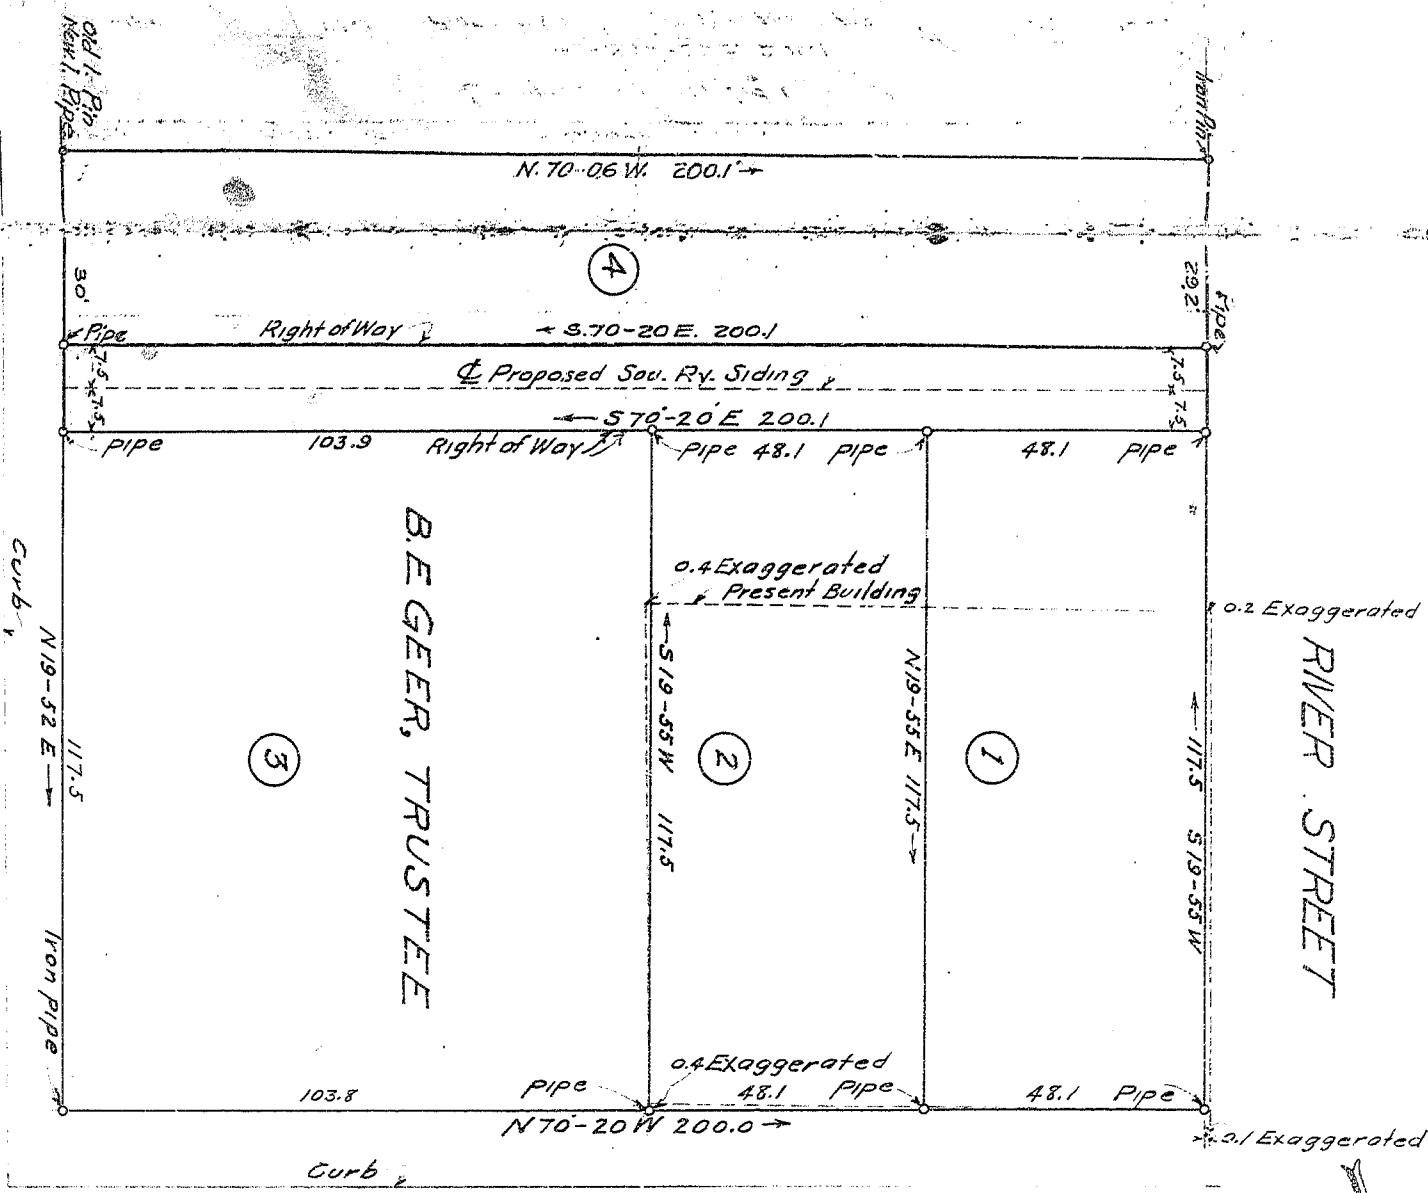 Old I. Pin
New I. Pipe
Iron Pin
N. 70-06 W. 200.1' →
30'
4
29.2'
Pipe
Pipe
Right of Way
← S. 70-20 E. 200.1
7.5 7.5
℄ Proposed Sou. Ry. Siding
7.5 7.5
← S 70°-20' E 200.1
pipe
103.9
Right of Way
Pipe
48.1
pipe
48.1
pipe
B.E GEER, TRUSTEE
0.4 Exaggerated
Present Building
0.2 Exaggerated
RIVER STREET
Curb
N 19-52 E →
117.5
3
← S 19-55 W 117.5
2
N 19-55 E 117.5 →
1
← 117.5 S 19-55 W
Iron Pipe
0.4 Exaggerated
103.8
pipe
48.1
Pipe
48.1
Pipe
N 70°-20 W 200.0 →
0.1 Exaggerated
Curb